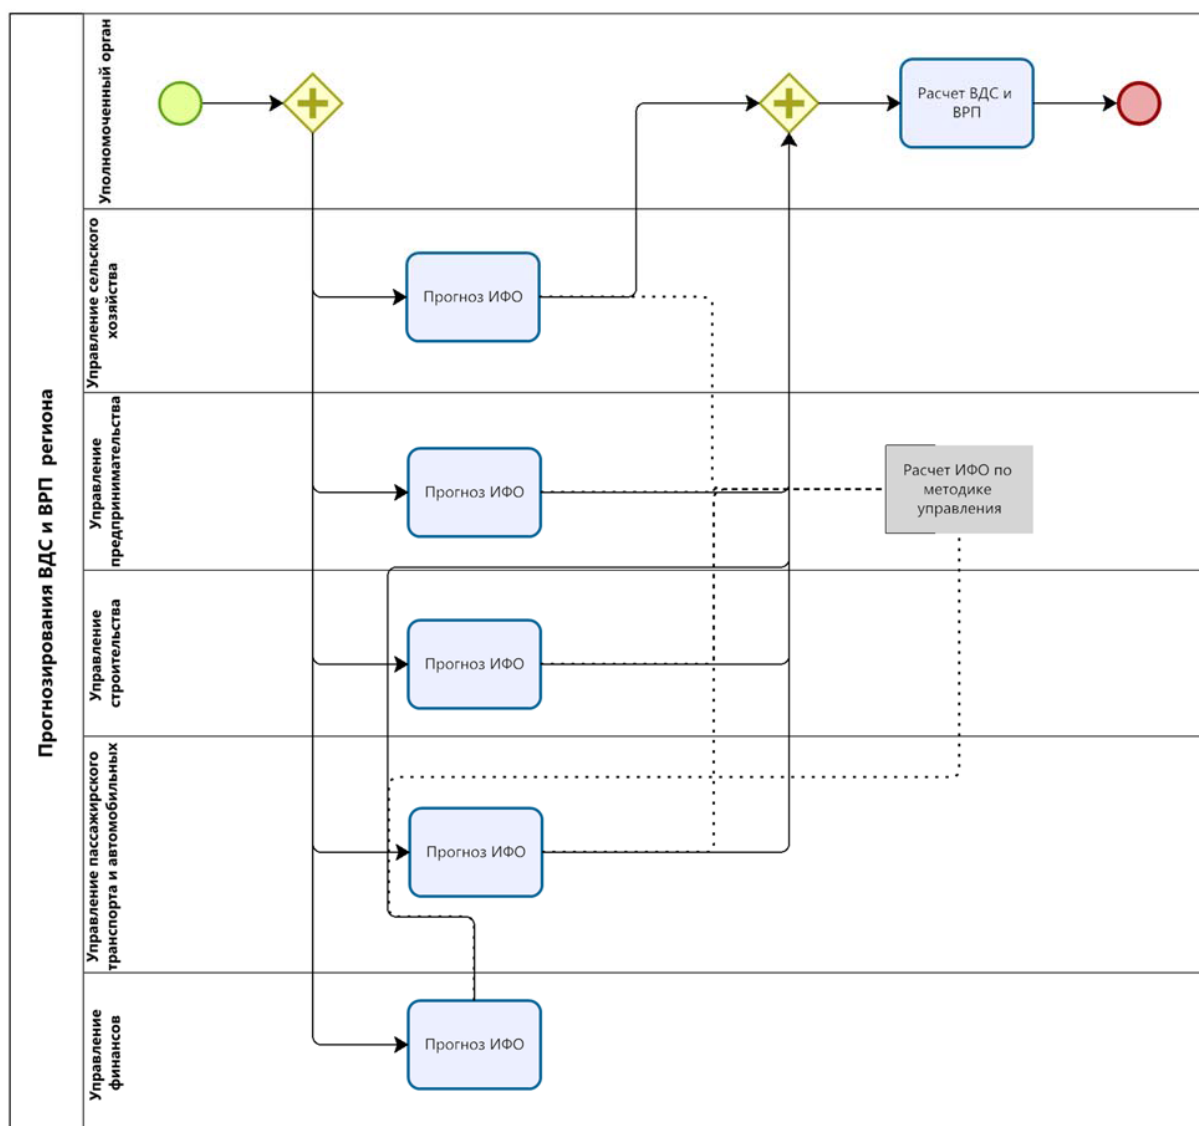 Прогнозирования ВДС и ВРП региона
Уполномоченный орган
Расчет ВДС и
ВРП
Управление сельского
хозяйства
Прогноз ИФО
Управление
предпринимательства
Прогноз ИФО
Расчет ИФО по
методике
управления
Управление
строительства
Прогноз ИФО
Управление пассажирского
транспорта и автомобильных
Прогноз ИФО
Управление
финансов
Прогноз ИФО